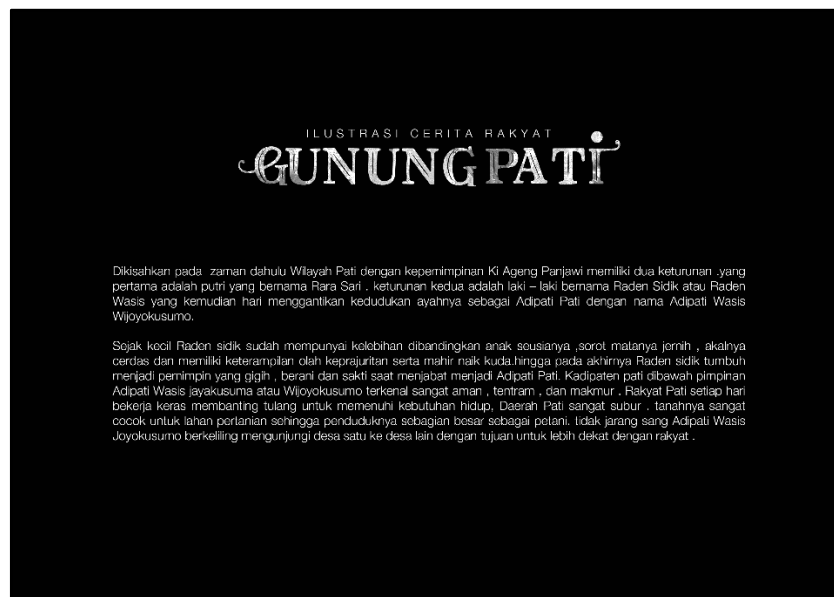 ILUSTRASI CERITA RAKYAT
GUNUNGPATI
Dikisahkan pada zaman dahulu Wilayah Pati dengan kepemimpinan Ki Ageng Panjawi memiliki dua keturunan .yang
pertama adalah putri yang bernama Rara Sari . keturunan kedua adalah laki – laki bernama Raden Sidik atau Raden
Wasis yang kemudian hari menggantikan kedudukan ayahnya sebagai Adipati Pati dengan nama Adipati Wasis
Wijoyokusumo.
Sejak kecil Raden sidik sudah mempunyai kelebihan dibandingkan anak seusianya ,sorot matanya jernih , akalnya
cerdas dan memiliki keterampilan olah keprajuritan serta mahir naik kuda.hingga pada akhirnya Raden sidik tumbuh
menjadi pemimpin yang gigih , berani dan sakti saat menjabat menjadi Adipati Pati. Kadipaten pati dibawah pimpinan
Adipati Wasis jayakusuma atau Wijoyokusumo terkenal sangat aman , tentram , dan makmur . Rakyat Pati setiap hari
bekerja keras membanting tulang untuk memenuhi kebutuhan hidup, Daerah Pati sangat subur . tanahnya sangat
cocok untuk lahan pertanian sehingga penduduknya sebagian besar sebagai petani. tidak jarang sang Adipati Wasis
Joyokusumo berkeliling mengunjungi desa satu ke desa lain dengan tujuan untuk lebih dekat dengan rakyat .